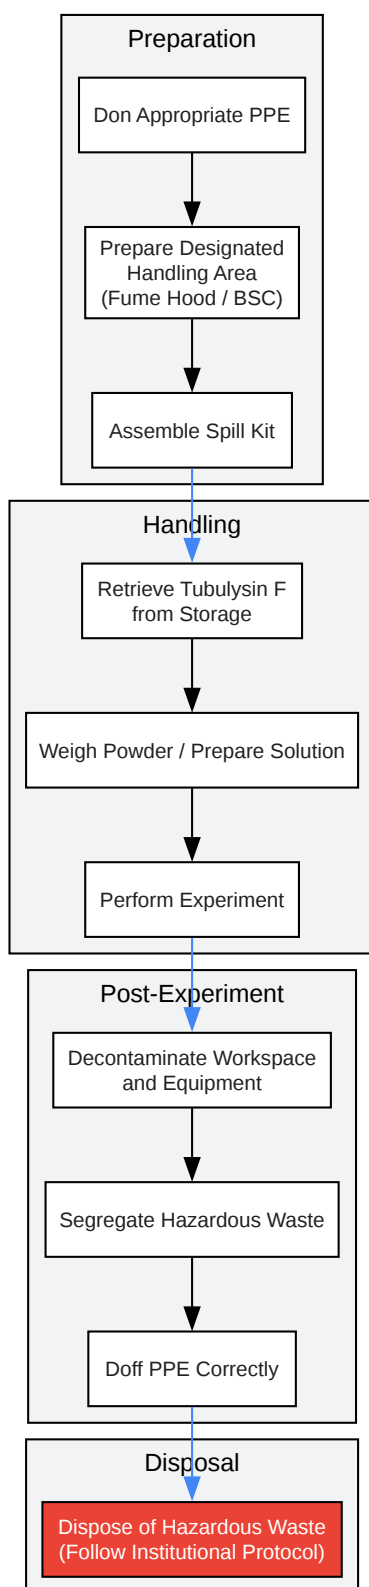 Preparation
Don Appropriate PPE
Prepare Designated
Handling Area
(Fume Hood / BSC)
Assemble Spill Kit
Handling
Retrieve Tubulysin F
from Storage
Weigh Powder / Prepare Solution
Perform Experiment
Post-Experiment
Decontaminate Workspace
and Equipment
Segregate Hazardous Waste
Doff PPE Correctly
Disposal
Dispose of Hazardous Waste
(Follow Institutional Protocol)